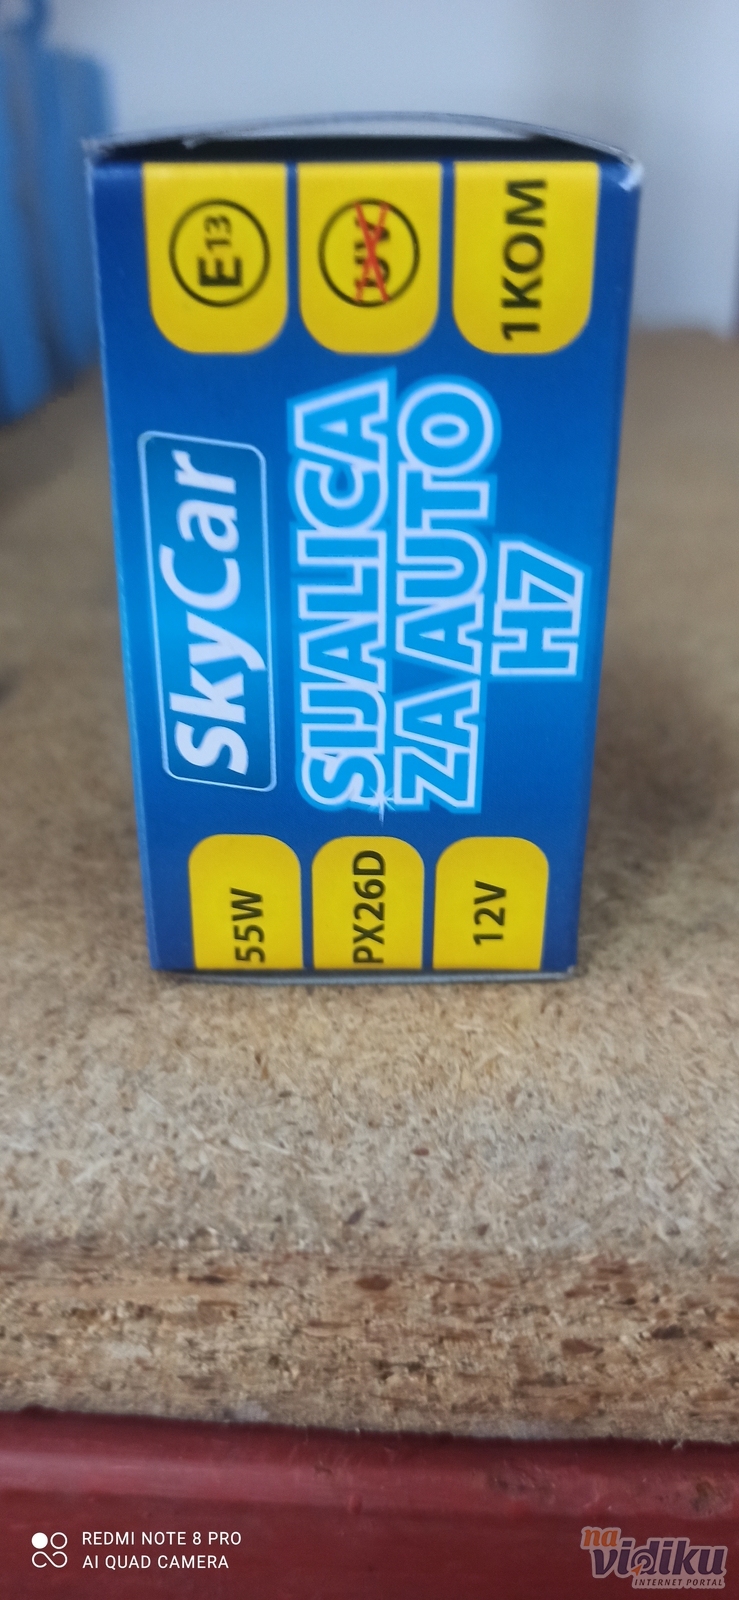 SkyCar
SIJALICA
ZA AUTO
H7
55W
PX26D
12V
E13
UV
1KOM
REDMI NOTE 8 PRO
AI QUAD CAMERA
na
vidiku
INTERNET PORTAL